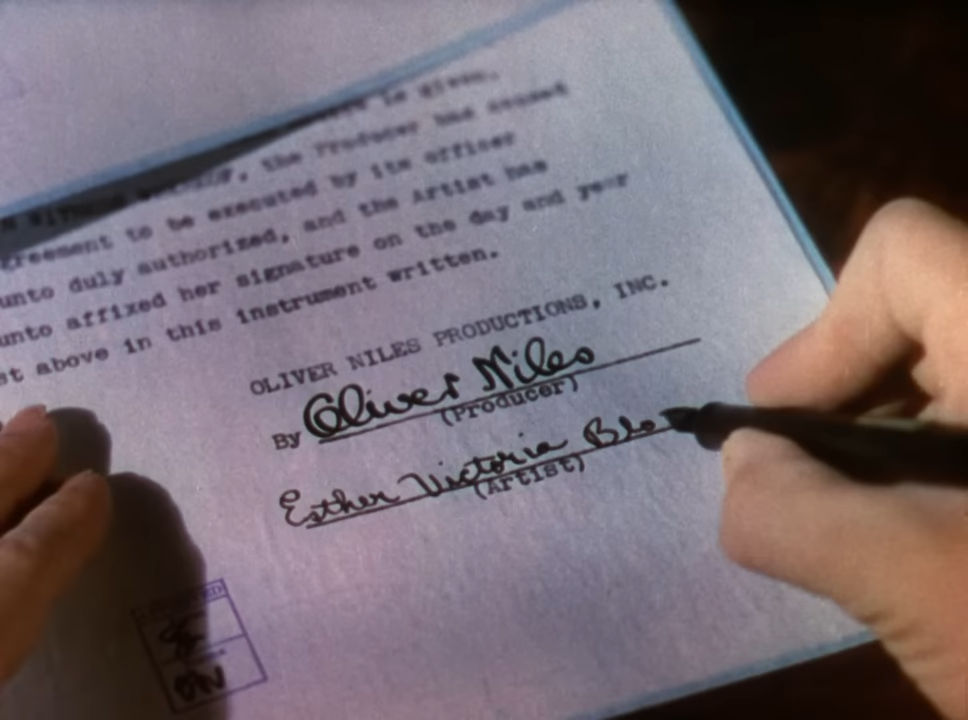 is given.
, the Producer has caused
to be executed by its officer
unto duly authorized, and the Artist has
unto affixed her signature on the day and year
above in this instrument written.
OLIVER NILES PRODUCTIONS, INC.
By Oliver Niles
(Producer)
Esther Victoria Blo
(Artist)
ON